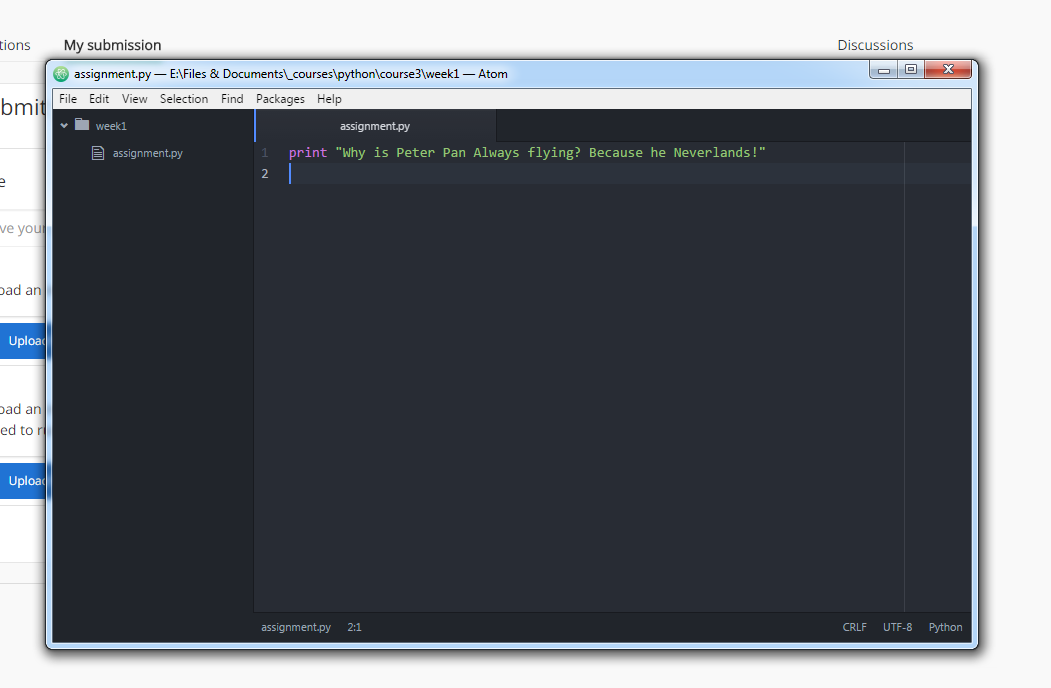 tions My submission Discussions
assignment.py — E:\Files & Documents\_courses\python\course3\week1 — Atom
File Edit View Selection Find Packages Help
ubmit
week1
assignment.py
assignment.py
1 print "Why is Peter Pan Always flying? Because he Neverlands!"
2
e
ve your
oad an
Upload
oad an
ed to ru
Upload
assignment.py 2:1 CRLF UTF-8 Python